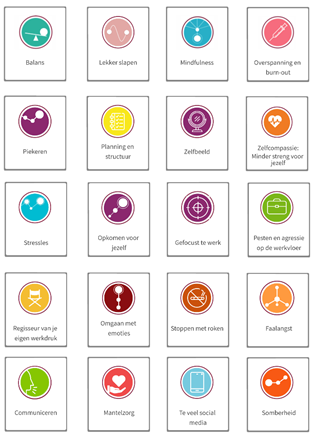 Balans
Lekker slapen
Mindfulness
Overspanning en
burn-out
Piekeren
Planning en
structuur
Zelfbeeld
Zelfcompassie:
Minder streng voor
jezelf
Stressles
Opkomen voor
jezelf
Gefocust te werk
Pesten en agressie
op de werkvloer
Regisseur van je
eigen werkdruk
Omgaan met
emoties
Stoppen met roken
Faalangst
Communiceren
Mantelzorg
Te veel social
media
Somberheid